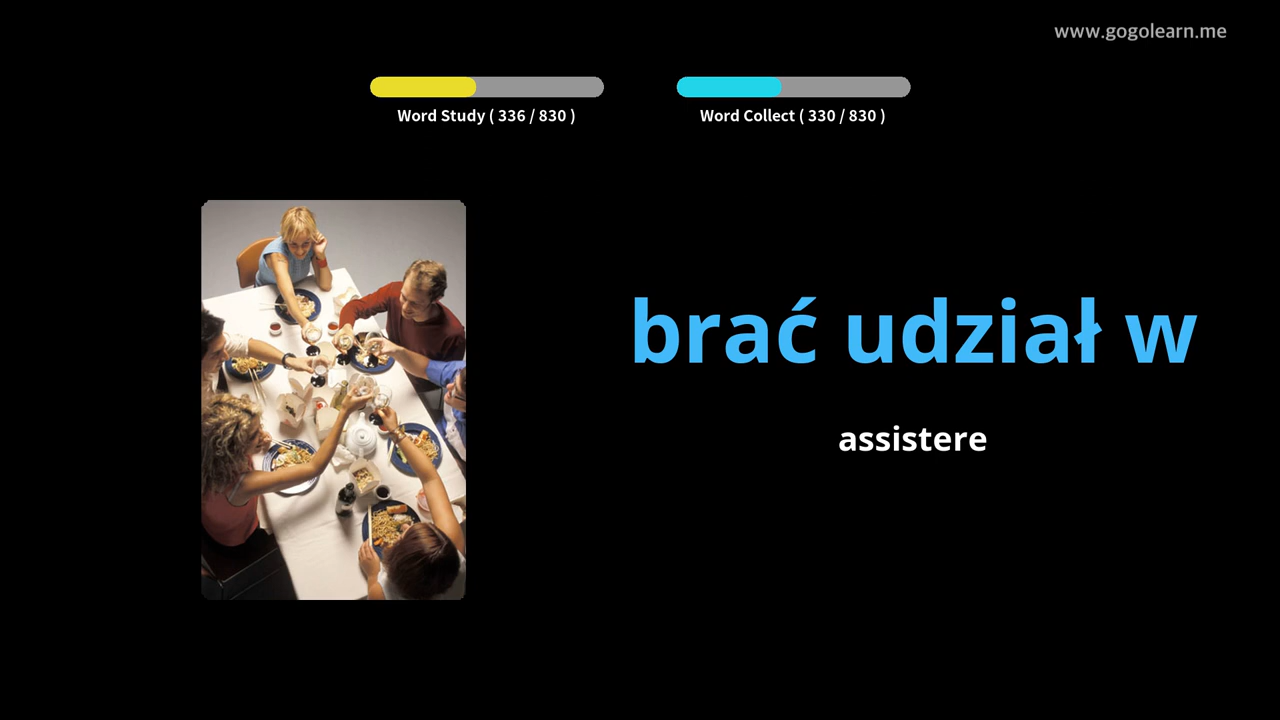 www.gogolearn.me
Word Study ( 336 / 830 )
Word Collect ( 330 / 830 )
brać udział w
assistere